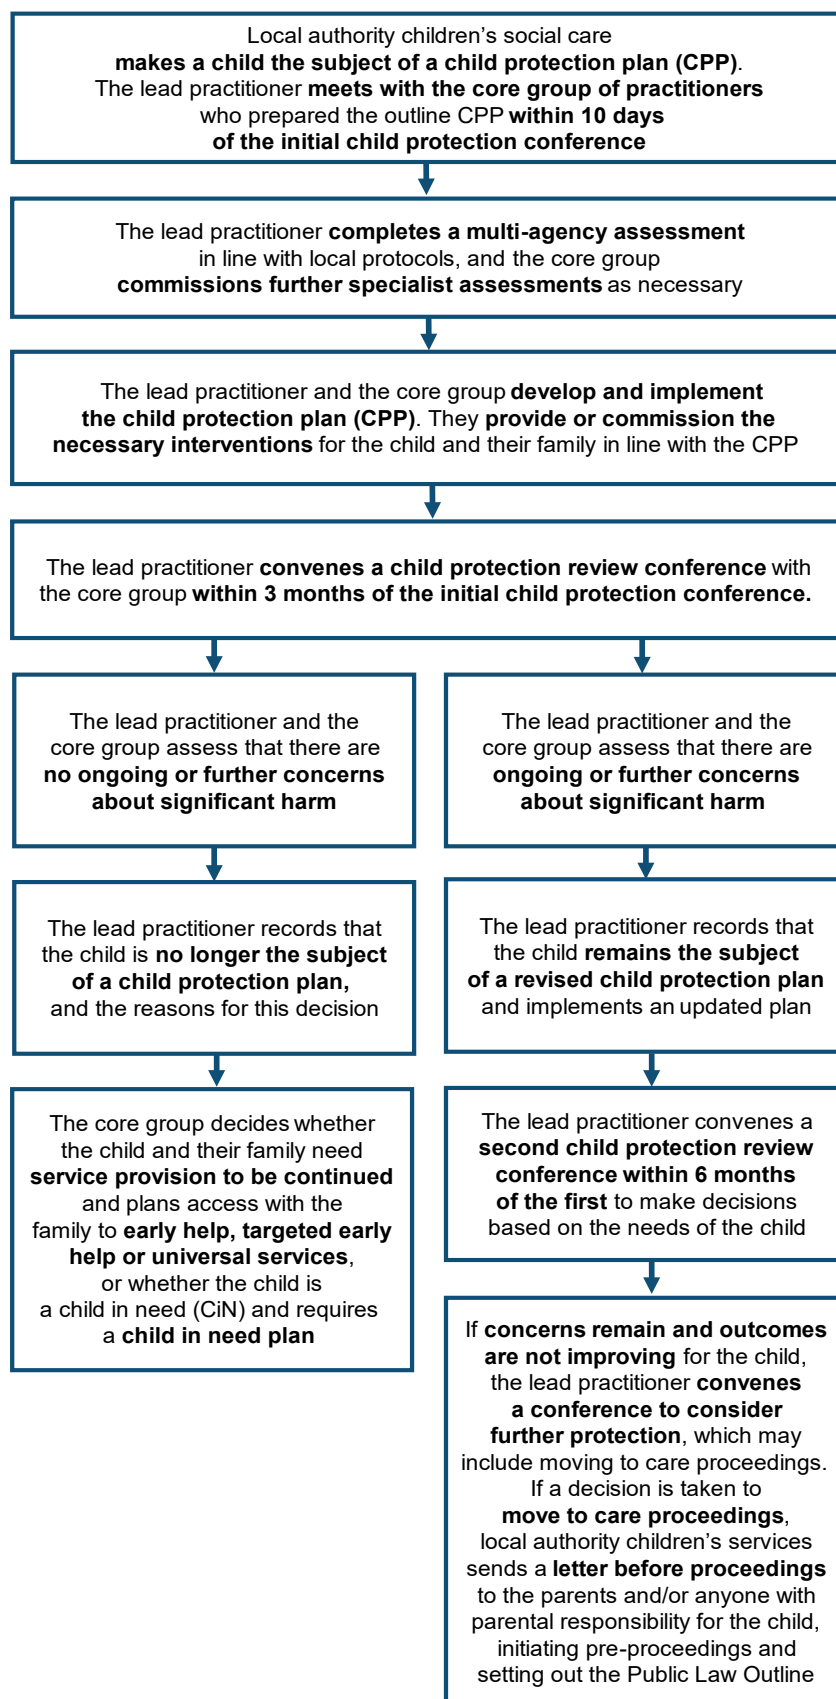 Local authority children’s social care
makes a child the subject of a child protection plan (CPP).
The lead practitioner meets with the core group of practitioners
who prepared the outline CPP within 10 days
of the initial child protection conference
The lead practitioner completes a multi-agency assessment
in line with local protocols, and the core group
commissions further specialist assessments as necessary
The lead practitioner and the core group develop and implement
the child protection plan (CPP). They provide or commission the
necessary interventions for the child and their family in line with the CPP
The lead practitioner convenes a child protection review conference with
the core group within 3 months of the initial child protection conference.
The lead practitioner and the
core group assess that there are
no ongoing or further concerns
about significant harm
The lead practitioner records that
the child is no longer the subject
of a child protection plan,
and the reasons for this decision
The core group decides whether
the child and their family need
service provision to be continued
and plans access with the
family to early help, targeted early
help or universal services,
or whether the child is
a child in need (CiN) and requires
a child in need plan
The lead practitioner and the
core group assess that there are
ongoing or further concerns
about significant harm
The lead practitioner records that
the child remains the subject
of a revised child protection plan
and implements an updated plan
The lead practitioner convenes a
second child protection review
conference within 6 months
of the first to make decisions
based on the needs of the child
If concerns remain and outcomes
are not improving for the child,
the lead practitioner convenes
a conference to consider
further protection, which may
include moving to care proceedings.
If a decision is taken to
move to care proceedings,
local authority children’s services
sends a letter before proceedings
to the parents and/or anyone with
parental responsibility for the child,
initiating pre-proceedings and
setting out the Public Law Outline